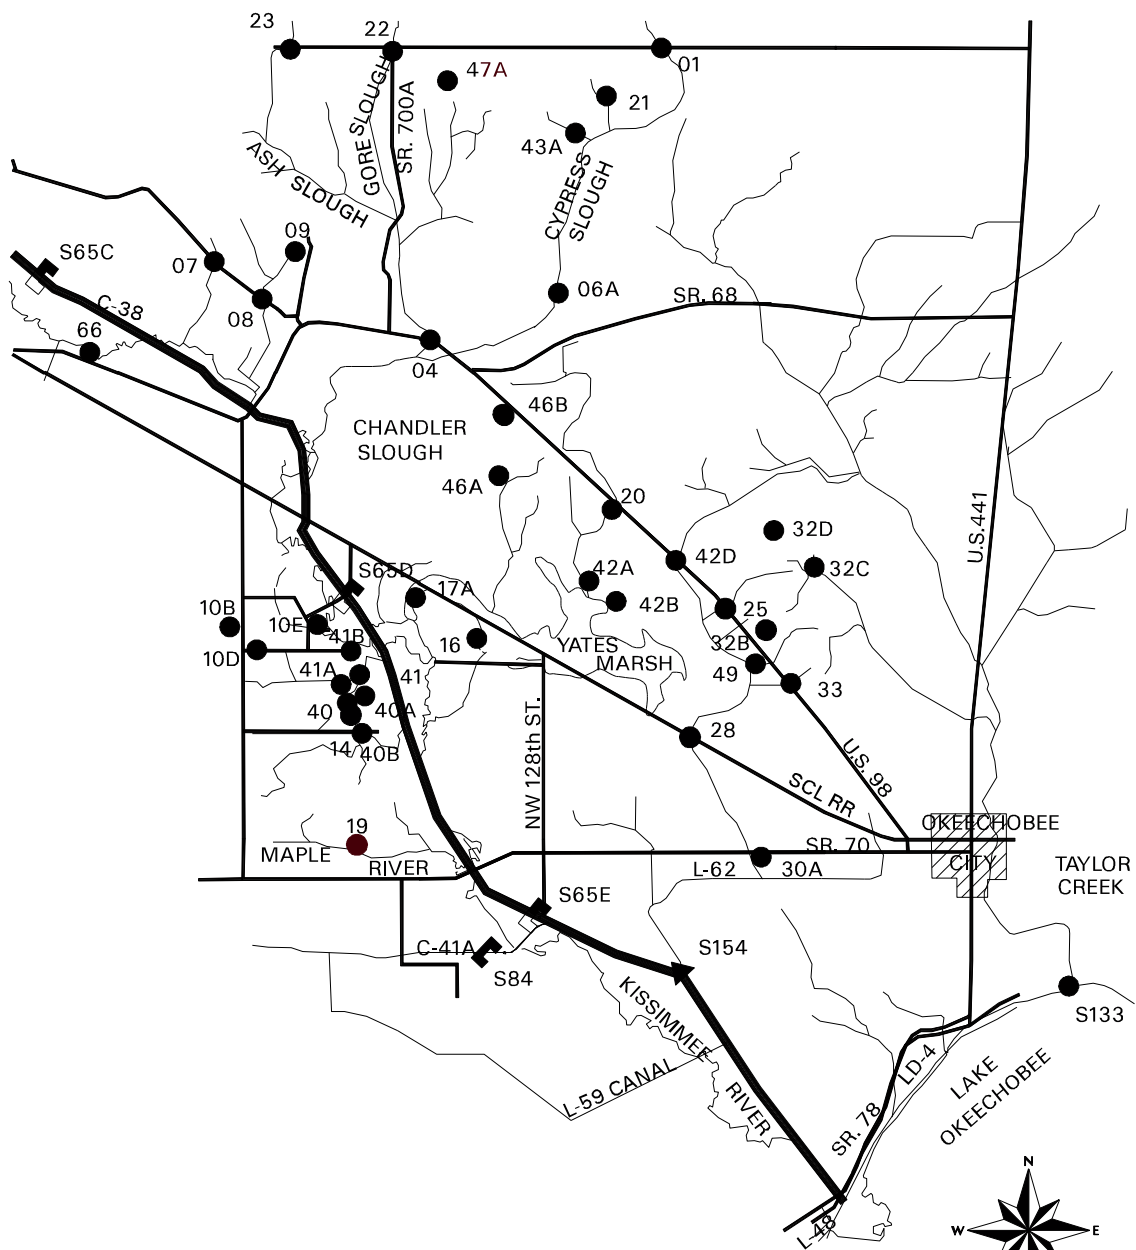 23
22
01
47A
21
43A
GORE SLOUGH
SR. 700A
ASH SLOUGH
CYPRESS
SLOUGH
09
S65C
07
C-38
08
66
06A
SR. 68
04
46B
CHANDLER
SLOUGH
46A
20
32D
U.S.441
42D
32C
42A
S65D
17A
42B
10B
10E
41B
25
16
32B
10D
YATES
MARSH
41A
41
49
33
40
40A
14
40B
28
NW 128th ST.
U.S. 98
SCL RR
19
OKEECHOBEE
CITY
MAPLE
RIVER
SR. 70
L-62
30A
TAYLOR
CREEK
S65E
C-41A
S84
S154
KISSIMMEE
RIVER
S133
L-59 CANAL
LD-4
LAKE
OKEECHOBEE
SR. 78
L-48
N
W
E